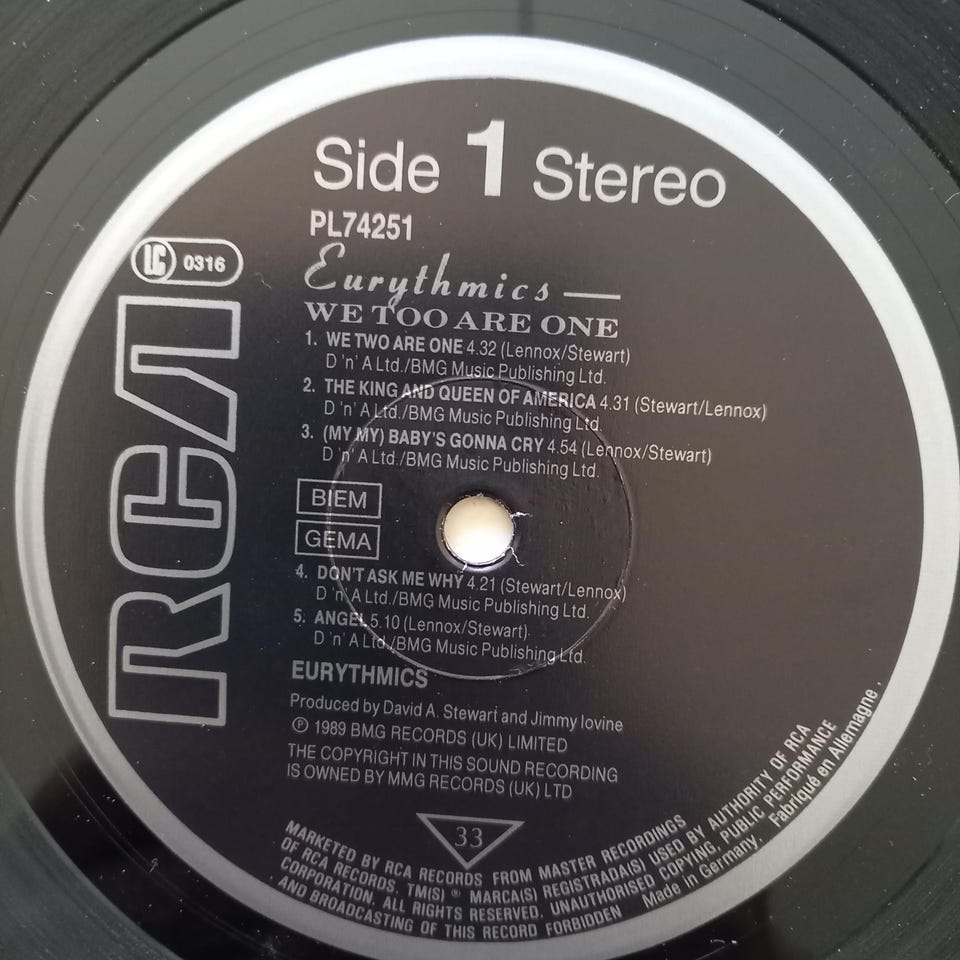 Side 1 Stereo
PL74251
LC 0316
Eurythmics
WE TOO ARE ONE
1. WE TWO ARE ONE 4.32 (Lennox/Stewart)
D 'n' A Ltd./BMG Music Publishing Ltd.
2. THE KING AND QUEEN OF AMERICA 4.31 (Stewart/Lennox)
D 'n' A Ltd./BMG Music Publishing Ltd.
3. (MY MY) BABY'S GONNA CRY 4.54 (Lennox/Stewart)
D 'n' A Ltd./BMG Music Publishing Ltd.
RCA
BIEM
GEMA
4. DON'T ASK ME WHY 4.21 (Stewart/Lennox)
D 'n' A Ltd./BMG Music Publishing Ltd.
5. ANGEL 5.10 (Lennox/Stewart).
D 'n' A Ltd./BMG Music Publishing Ltd.
EURYTHMICS
Produced by David A. Stewart and Jimmy Iovine
℗ 1989 BMG RECORDS (UK) LIMITED
THE COPYRIGHT IN THIS SOUND RECORDING
IS OWNED BY MMG RECORDS (UK) LTD
33
MARKETED BY RCA RECORDS FROM MASTER RECORDINGS
OF RCA RECORDS. TM(S) ® MARCA(S) REGISTRADA(S) USED BY AUTHORITY OF RCA
CORPORATION. ALL RIGHTS RESERVED. UNAUTHORISED COPYING, PUBLIC PERFORMANCE
AND BROADCASTING OF THIS RECORD FORBIDDEN Made in Germany. Fabriqué en Allemagne.